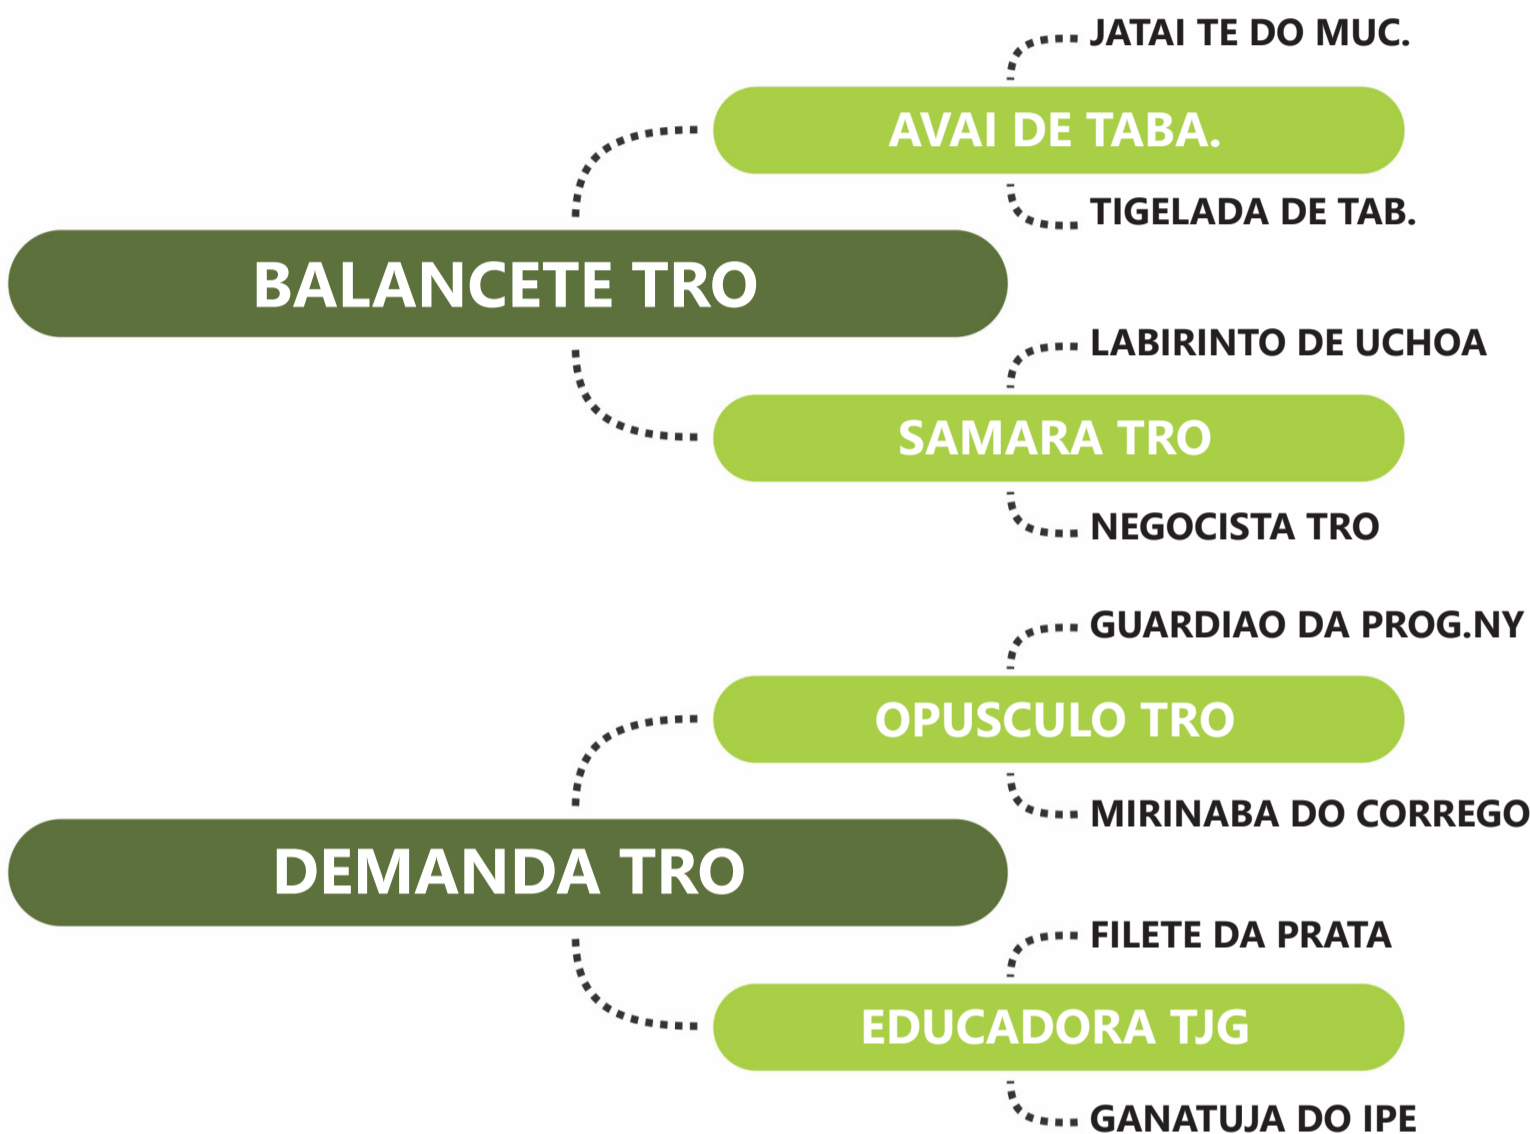 JATAI TE DO MUC.
AVAI DE TABA.
TIGELADA DE TAB.
BALANCETE TRO
LABIRINTO DE UCHOA
SAMARA TRO
NEGOCISTA TRO
GUARDIAO DA PROG.NY
OPUSCULO TRO
MIRINABA DO CORREGO
DEMANDA TRO
FILETE DA PRATA
EDUCADORA TJG
GANATUJA DO IPE